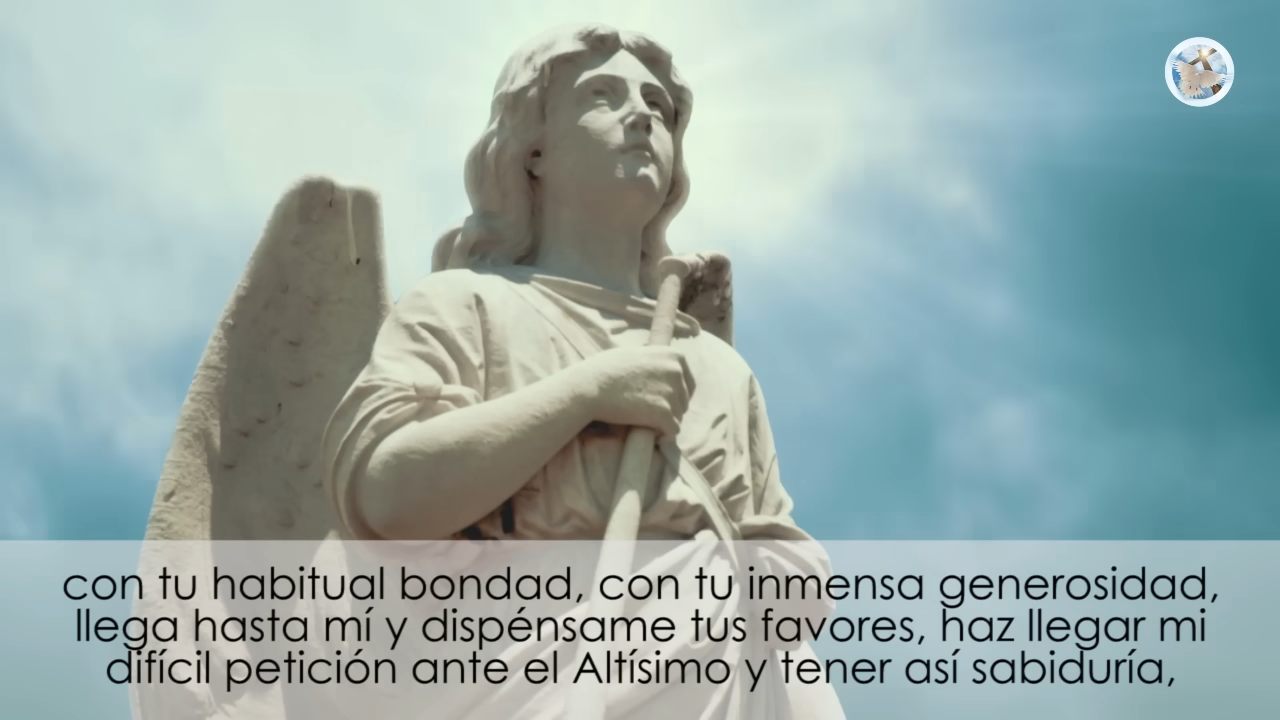 con tu habitual bondad, con tu inmensa generosidad,
llega hasta mí y dispénsame tus favores, haz llegar mi
difícil petición ante el Altísimo y tener así sabiduría,